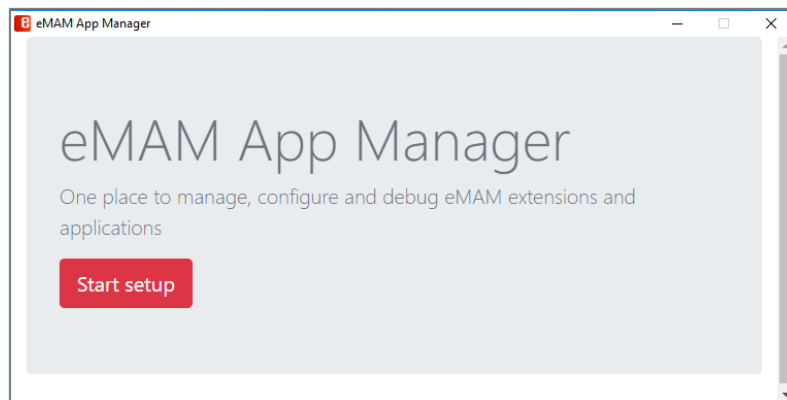 eMAM App Manager
eMAM App Manager
One place to manage, configure and debug eMAM extensions and
applications
Start setup